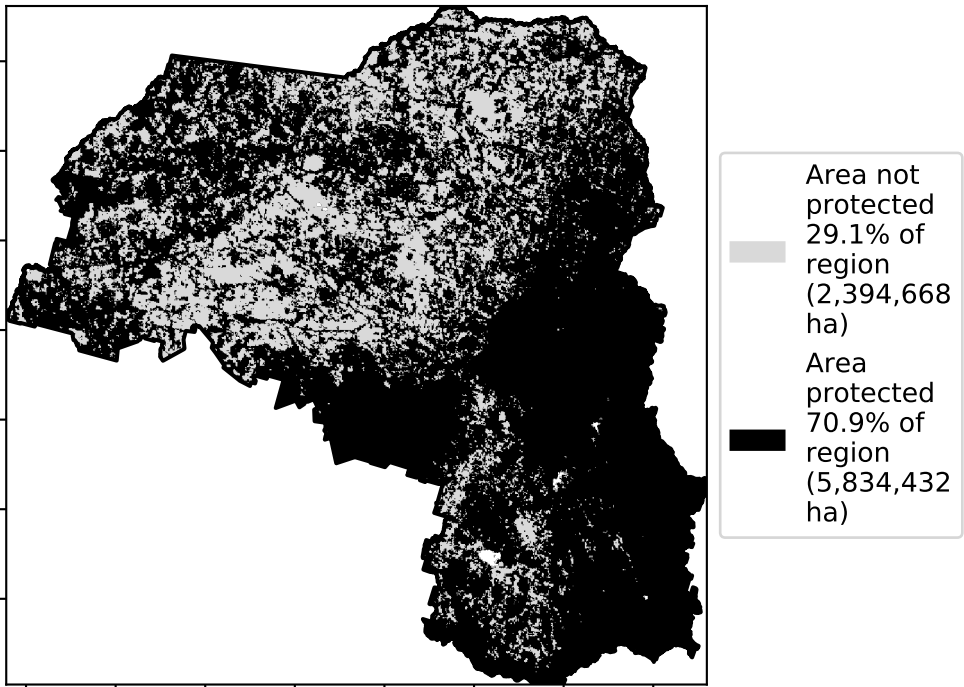 Area not
protected
29.1% of
region
(2,394,668
ha)
Area
protected
70.9% of
region
(5,834,432
ha)